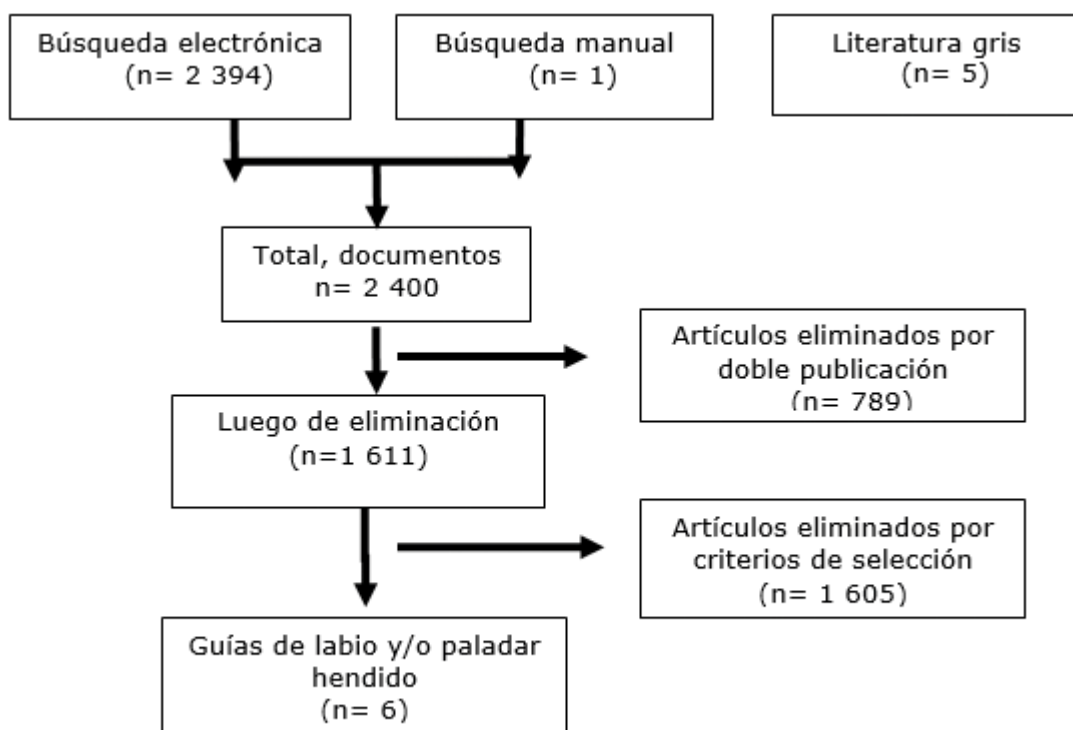 Búsqueda electrónica
(n= 2 394)
Búsqueda manual
(n= 1)
Literatura gris
(n= 5)
Total, documentos
n= 2 400
Artículos eliminados por
doble publicación
(n= 789)
Luego de eliminación
(n=1 611)
Artículos eliminados por
criterios de selección
(n= 1 605)
Guías de labio y/o paladar
hendido
(n= 6)